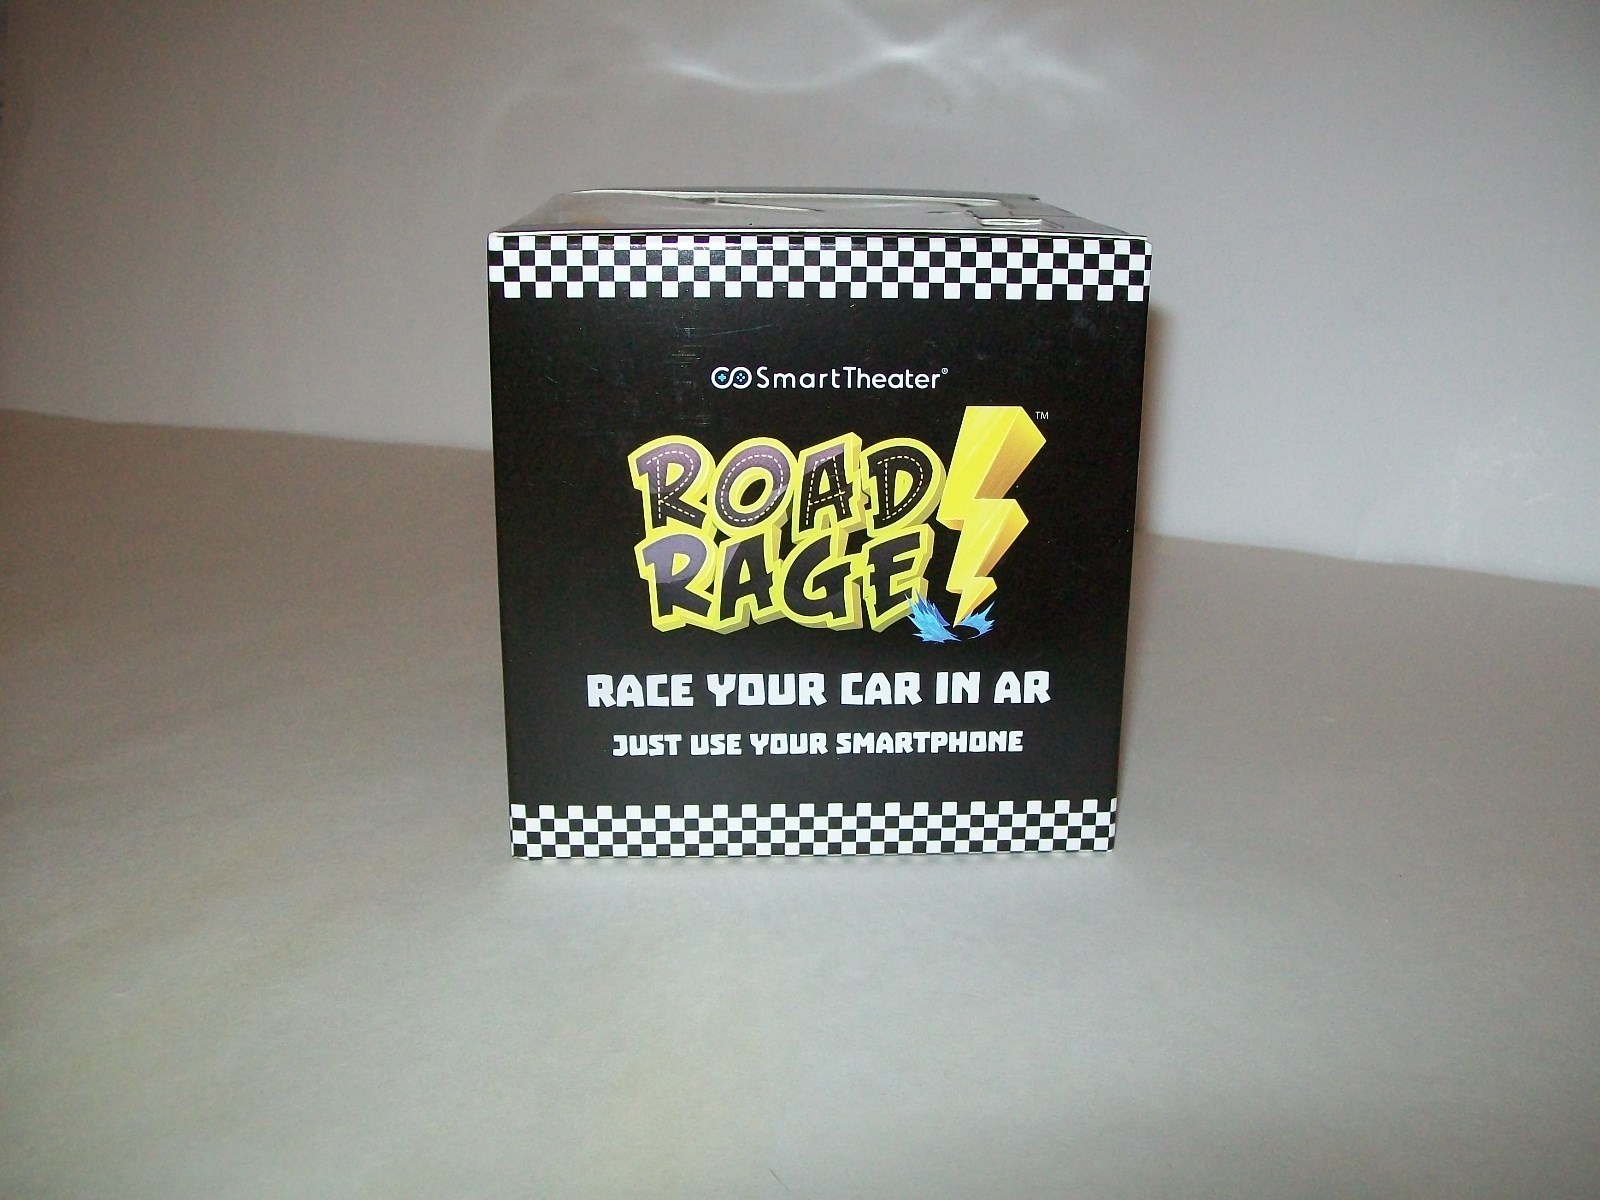 SmartTheater®
ROAD
RAGE
™
RACE YOUR CAR IN AR
JUST USE YOUR SMARTPHONE